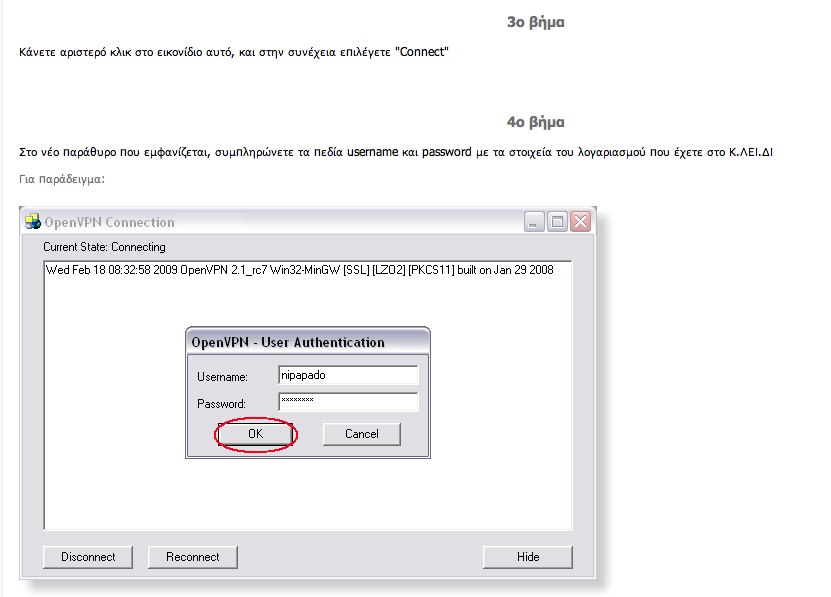 3ο βήμα
Κάνετε αριστερό κλικ στο εικονίδιο αυτό, και στην συνέχεια επιλέγετε "Connect"
4ο βήμα
Στο νέο παράθυρο που εμφανίζεται, συμπληρώνετε τα πεδία username και password με τα στοιχεία του λογαριασμού που έχετε στο Κ.ΛΕΙ.ΔΙ
Για παράδειγμα:
OpenVPN Connection
Current State: Connecting
Wed Feb 18 08:32:58 2009 OpenVPN 2.1_rc7 Win32-MinGW [SSL] [LZO2] [PKCS11] built on Jan 29 2008
OpenVPN - User Authentication
Username: nipapado
Password: xxxxxxxx
OK Cancel
Disconnect Reconnect Hide